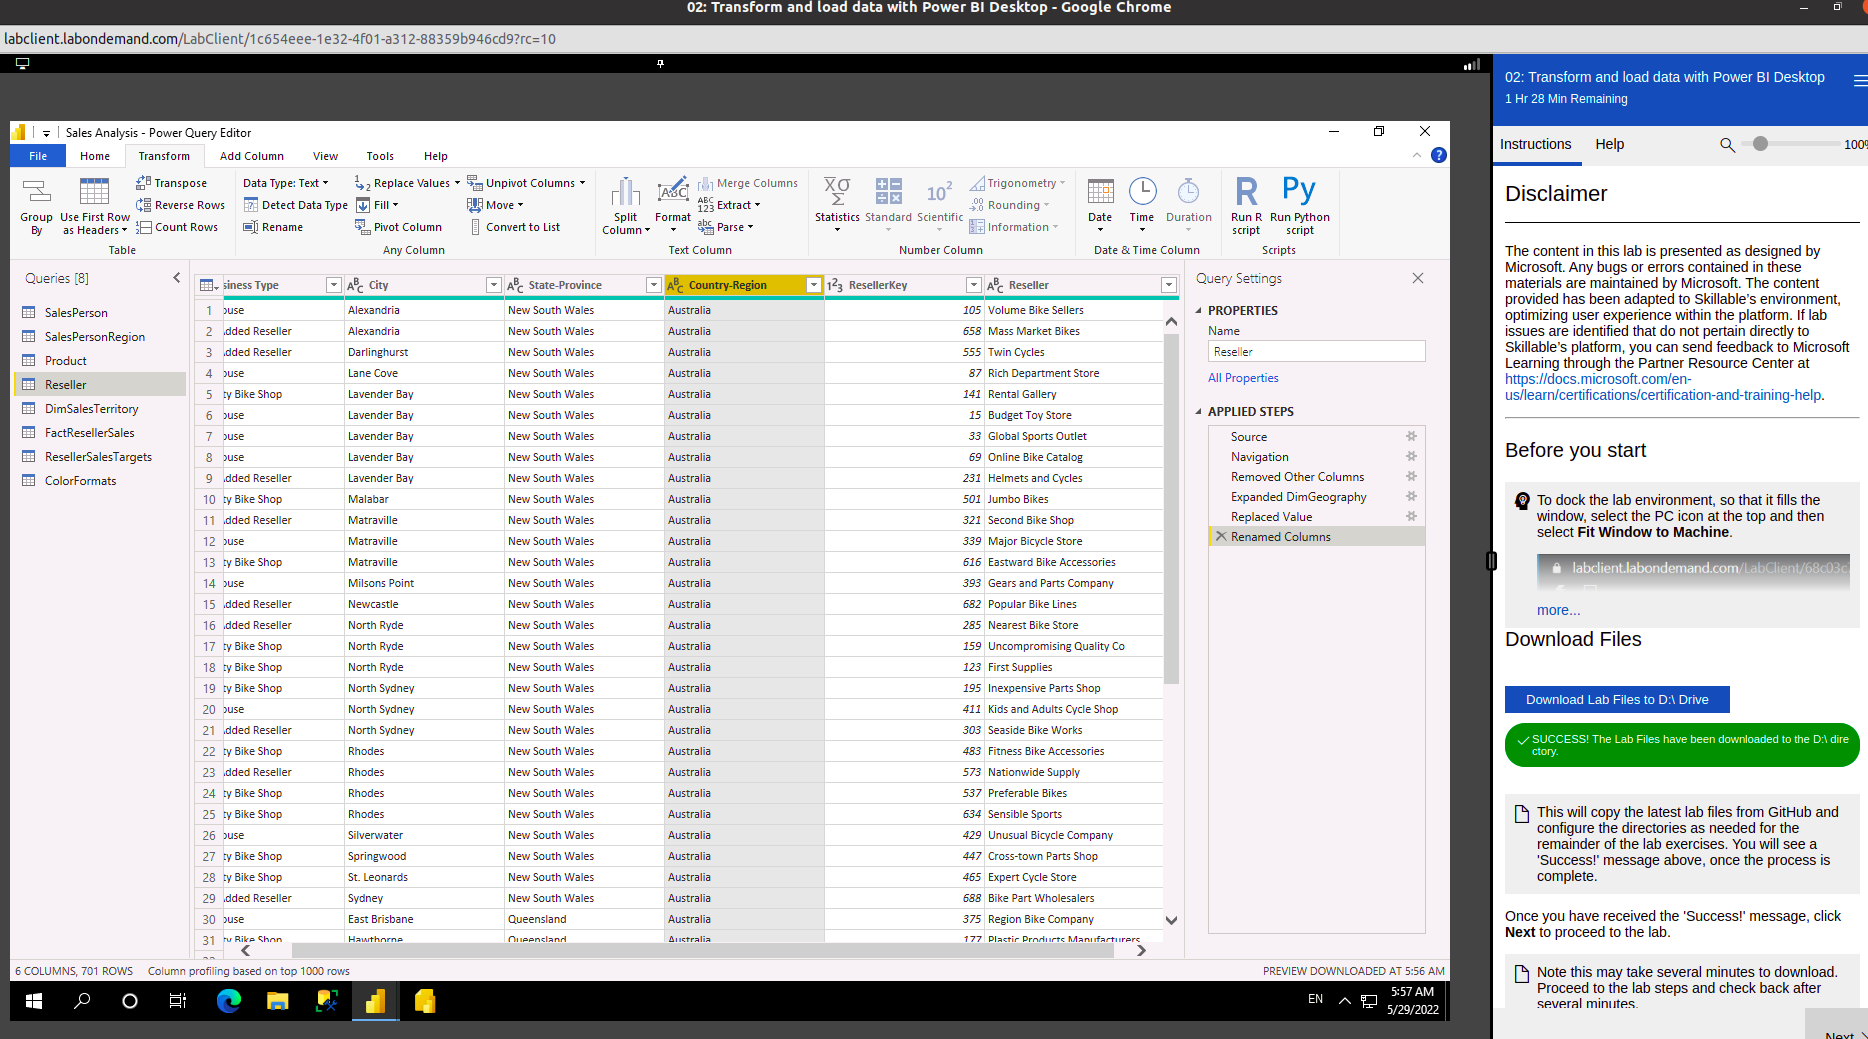 02: Transform and load data with Power BI Desktop - Google Chrome
labclient.labondemand.com/LabClient/1c654eee-1e32-4f01-a312-88359b946cd9?rc=10
Sales Analysis - Power Query Editor
File Home Transform Add Column View Tools Help
Group By
Use First Row as Headers
Transpose
Reverse Rows
Count Rows
Table
Data Type: Text
Detect Data Type
Rename
Replace Values
Fill
Pivot Column
Unpivot Columns
Move
Convert to List
Any Column
Split Column
Format
Merge Columns
Extract
Parse
Text Column
Statistics
Standard
Scientific
Trigonometry
Rounding
Information
Number Column
Date
Time
Duration
Date & Time Column
Run R script
Run Python script
Scripts
Queries [8]
SalesPerson
SalesPersonRegion
Product
Reseller
DimSalesTerritory
FactResellerSales
ResellerSalesTargets
ColorFormats
siness Type City State-Province Country-Region ResellerKey Reseller
1 ouse Alexandria New South Wales Australia 105 Volume Bike Sellers
2 Added Reseller Alexandria New South Wales Australia 658 Mass Market Bikes
3 Added Reseller Darlinghurst New South Wales Australia 555 Twin Cycles
4 ouse Lane Cove New South Wales Australia 87 Rich Department Store
5 ty Bike Shop Lavender Bay New South Wales Australia 141 Rental Gallery
6 ouse Lavender Bay New South Wales Australia 15 Budget Toy Store
7 ouse Lavender Bay New South Wales Australia 33 Global Sports Outlet
8 ouse Lavender Bay New South Wales Australia 69 Online Bike Catalog
9 Added Reseller Lavender Bay New South Wales Australia 231 Helmets and Cycles
10 ty Bike Shop Malabar New South Wales Australia 501 Jumbo Bikes
11 Added Reseller Matraville New South Wales Australia 321 Second Bike Shop
12 ouse Matraville New South Wales Australia 339 Major Bicycle Store
13 ty Bike Shop Matraville New South Wales Australia 616 Eastward Bike Accessories
14 ouse Milsons Point New South Wales Australia 393 Gears and Parts Company
15 Added Reseller Newcastle New South Wales Australia 682 Popular Bike Lines
16 Added Reseller North Ryde New South Wales Australia 285 Nearest Bike Store
17 ty Bike Shop North Ryde New South Wales Australia 159 Uncompromising Quality Co
18 ty Bike Shop North Ryde New South Wales Australia 123 First Supplies
19 ty Bike Shop North Sydney New South Wales Australia 195 Inexpensive Parts Shop
20 ouse North Sydney New South Wales Australia 411 Kids and Adults Cycle Shop
21 Added Reseller North Sydney New South Wales Australia 303 Seaside Bike Works
22 ty Bike Shop Rhodes New South Wales Australia 483 Fitness Bike Accessories
23 Added Reseller Rhodes New South Wales Australia 573 Nationwide Supply
24 ty Bike Shop Rhodes New South Wales Australia 537 Preferable Bikes
25 ty Bike Shop Rhodes New South Wales Australia 634 Sensible Sports
26 ouse Silverwater New South Wales Australia 429 Unusual Bicycle Company
27 ty Bike Shop Springwood New South Wales Australia 447 Cross-town Parts Shop
28 ty Bike Shop St. Leonards New South Wales Australia 465 Expert Cycle Store
29 Added Reseller Sydney New South Wales Australia 688 Bike Part Wholesalers
30 ouse East Brisbane Queensland Australia 375 Region Bike Company
31 ty Bike Shop Hawthorne Queensland Australia 177 Plastic Products Manufacturers
Query Settings
PROPERTIES
Name
Reseller
All Properties
APPLIED STEPS
Source
Navigation
Removed Other Columns
Expanded DimGeography
Replaced Value
Renamed Columns
6 COLUMNS, 701 ROWS Column profiling based on top 1000 rows
PREVIEW DOWNLOADED AT 5:56 AM
EN
5:57 AM
5/29/2022
02: Transform and load data with Power BI Desktop
1 Hr 28 Min Remaining
Instructions Help 100%
Disclaimer
The content in this lab is presented as designed by
Microsoft. Any bugs or errors contained in these
materials are maintained by Microsoft. The content
provided has been adapted to Skillable's environment,
optimizing user experience within the platform. If lab
issues are identified that do not pertain directly to
Skillable's platform, you can send feedback to Microsoft
Learning through the Partner Resource Center at
https://docs.microsoft.com/en-
us/learn/certifications/certification-and-training-help.
Before you start
To dock the lab environment, so that it fills the
window, select the PC icon at the top and then
select Fit Window to Machine.
labclient.labondemand.com/LabClient/68c03c
more...
Download Files
Download Lab Files to D:\ Drive
SUCCESS! The Lab Files have been downloaded to the D:\ dire
ctory.
This will copy the latest lab files from GitHub and
configure the directories as needed for the
remainder of the lab exercises. You will see a
'Success!' message above, once the process is
complete.
Once you have received the 'Success!' message, click
Next to proceed to the lab.
Note this may take several minutes to download.
Proceed to the lab steps and check back after
several minutes.
Next